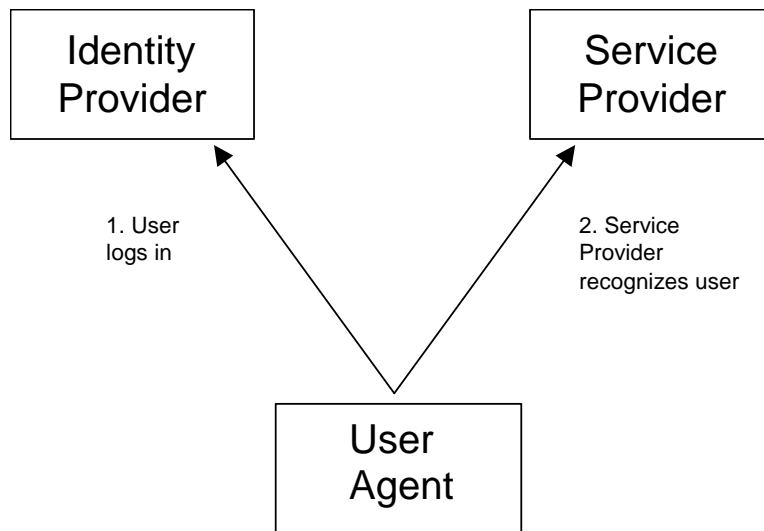 Identity
Provider
Service
Provider
1. User
logs in
2. Service
Provider
recognizes user
User
Agent